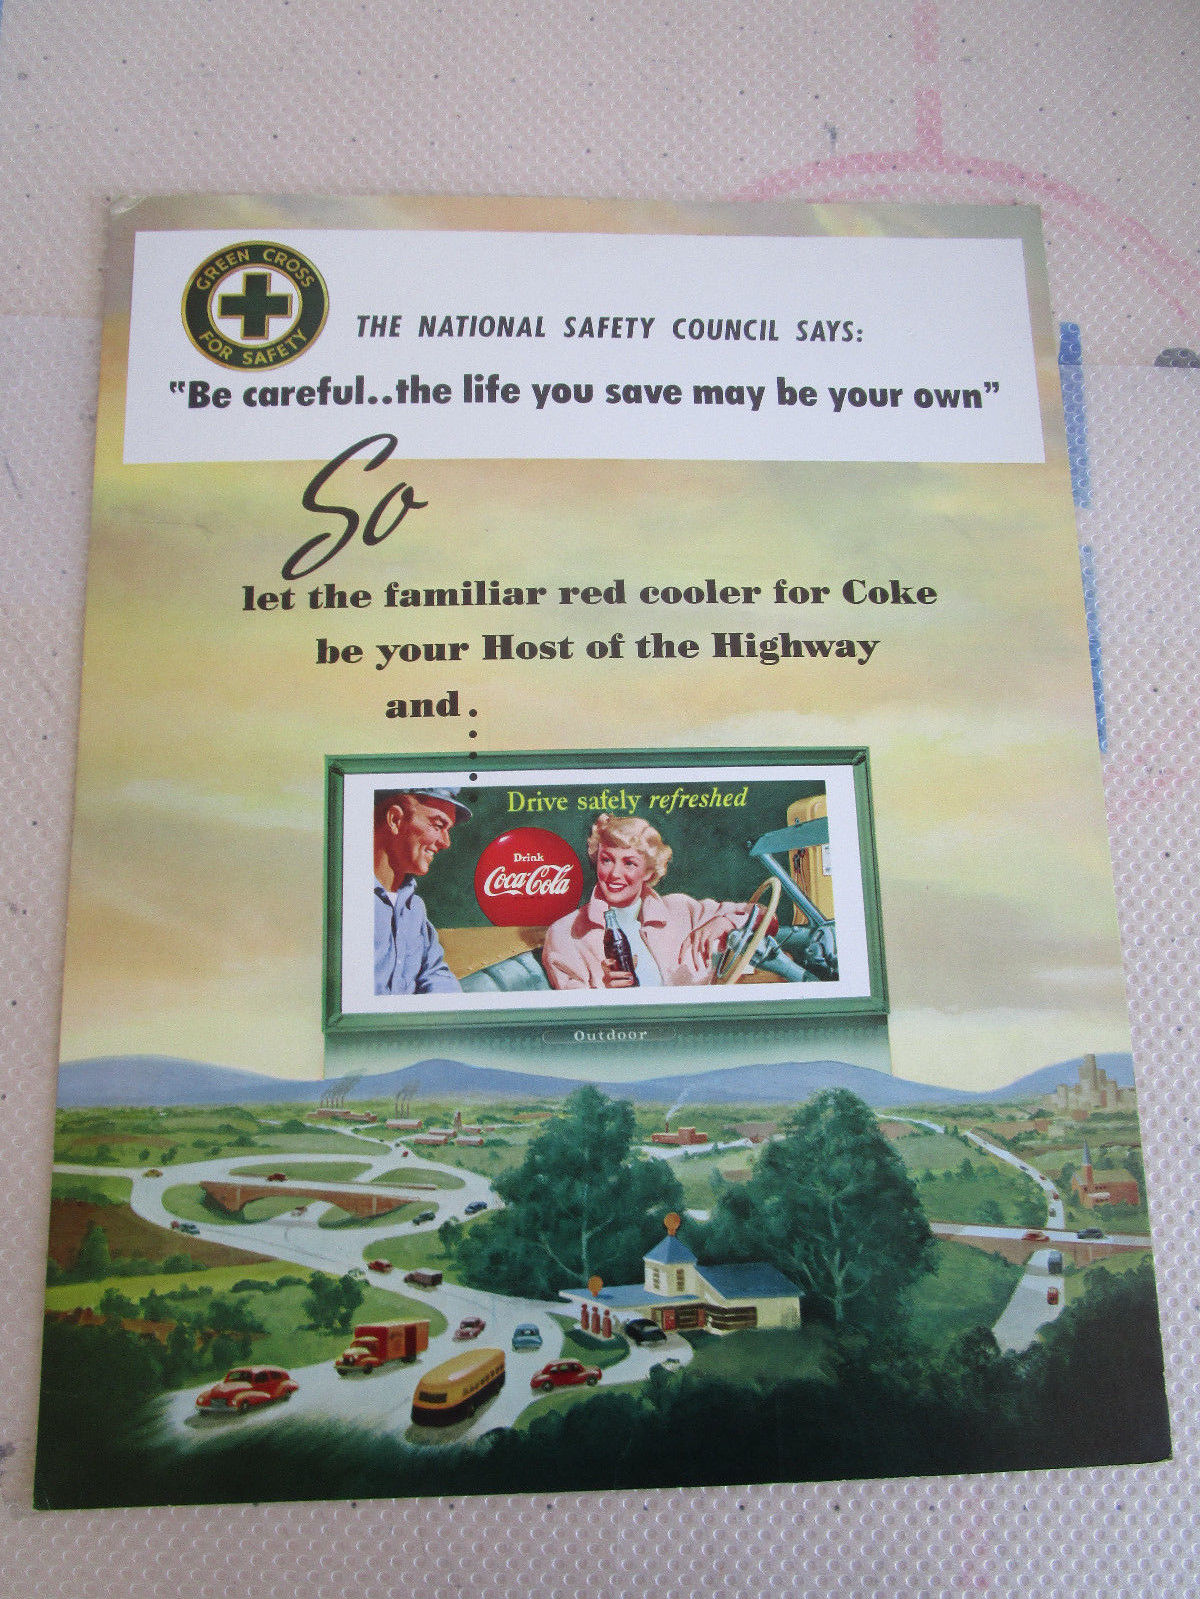 GREEN CROSS
FOR SAFETY
THE NATIONAL SAFETY COUNCIL SAYS:
"Be careful..the life you save may be your own"
So
let the familiar red cooler for Coke
be your Host of the Highway
and
Drive safely refreshed
Drink
Coca-Cola
Outdoor